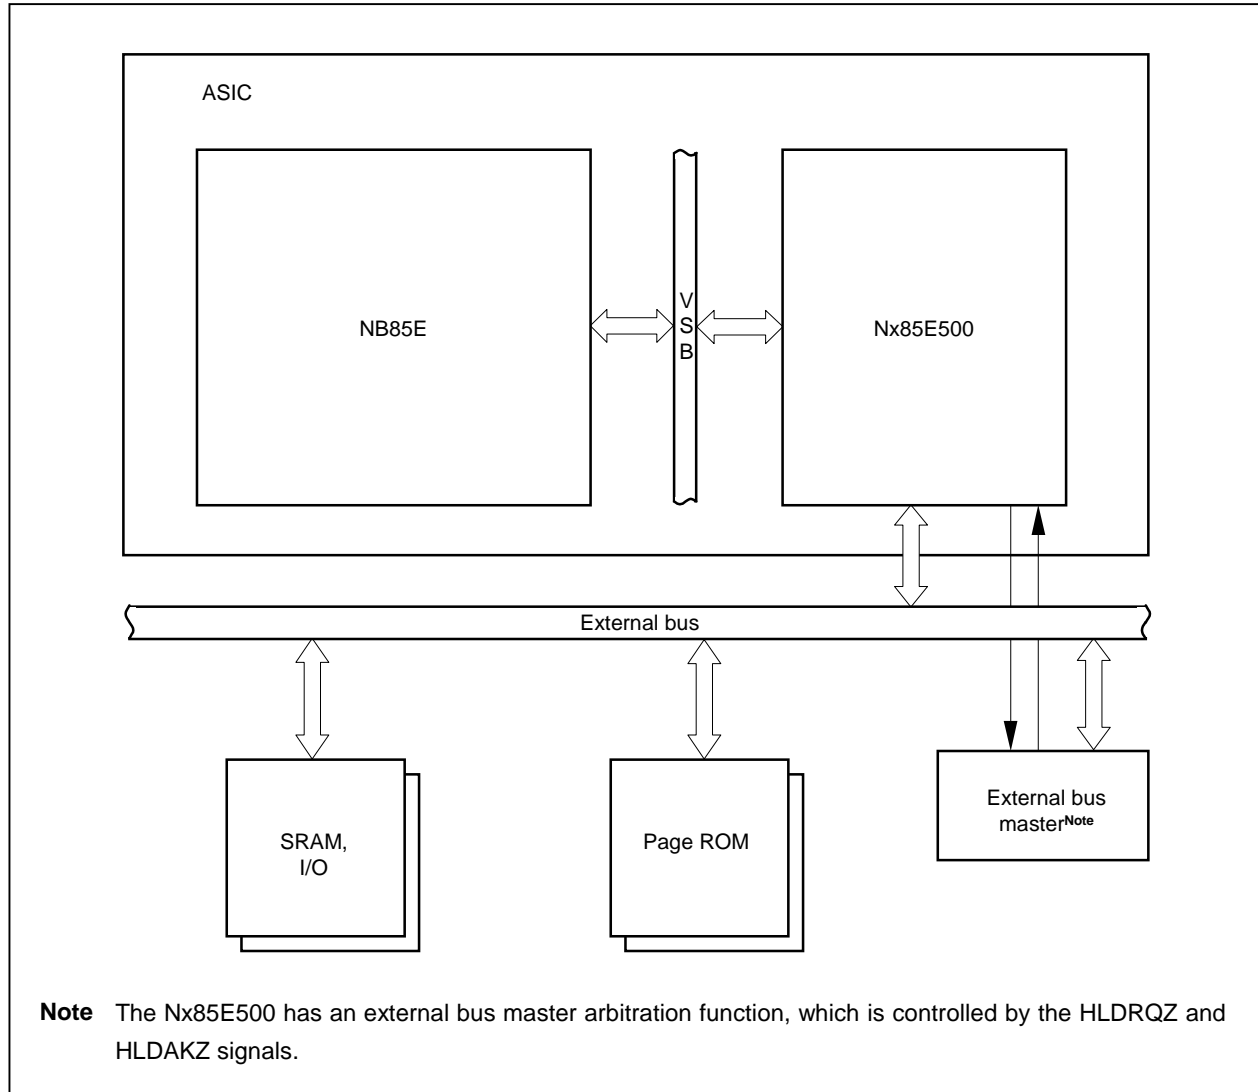 ASIC
NB85E
V
S
B
Nx85E500
External bus
SRAM,
I/O
Page ROM
External bus
masterNote
Note The Nx85E500 has an external bus master arbitration function, which is controlled by the HLDRQZ and
HLDAKZ signals.